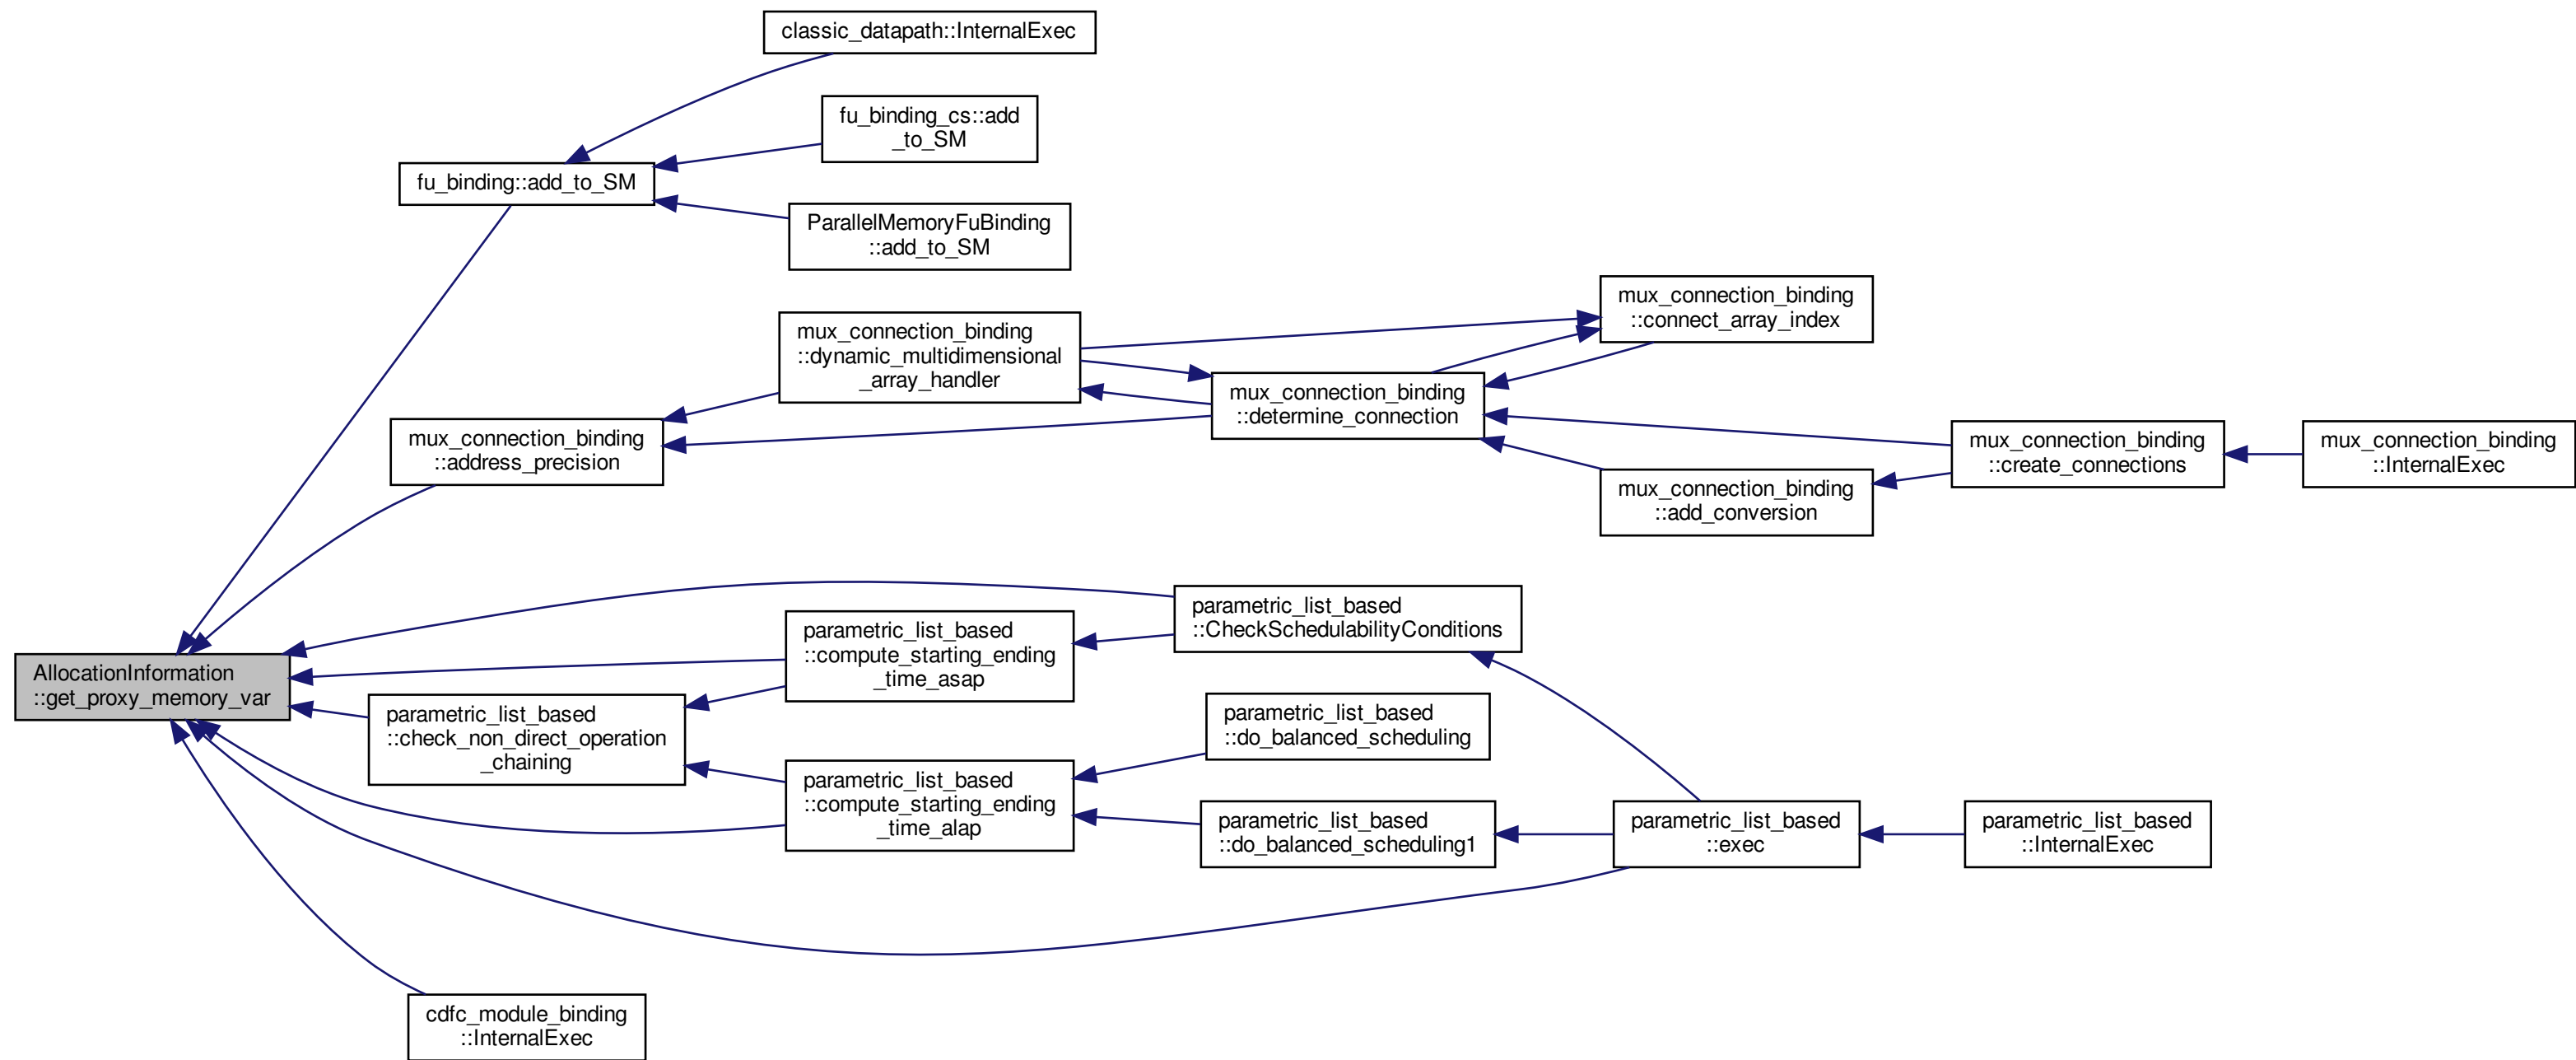 classic_datapath::InternalExec
fu_binding_cs::add
_to_SM
fu_binding::add_to_SM
ParallelMemoryFuBinding
::add_to_SM
mux_connection_binding
::connect_array_index
mux_connection_binding
::dynamic_multidimensional
_array_handler
mux_connection_binding
::determine_connection
mux_connection_binding
::address_precision
mux_connection_binding
::create_connections
mux_connection_binding
::InternalExec
mux_connection_binding
::add_conversion
parametric_list_based
::CheckSchedulabilityConditions
parametric_list_based
::compute_starting_ending
_time_asap
AllocationInformation
::get_proxy_memory_var
parametric_list_based
::check_non_direct_operation
_chaining
parametric_list_based
::do_balanced_scheduling
parametric_list_based
::compute_starting_ending
_time_alap
parametric_list_based
::do_balanced_scheduling1
parametric_list_based
::exec
parametric_list_based
::InternalExec
cdfc_module_binding
::InternalExec